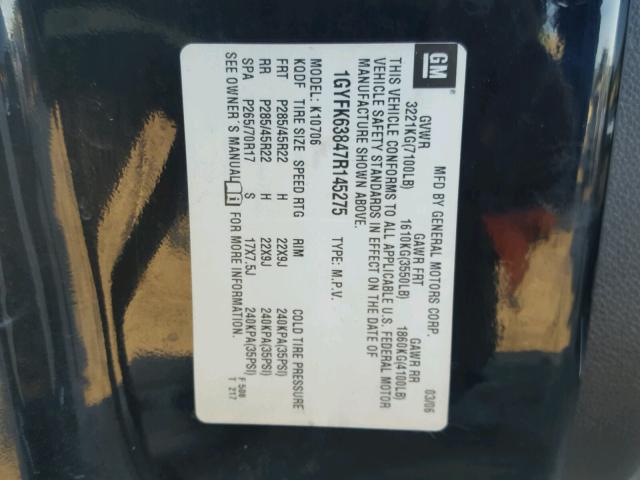 GM
MFD BY GENERAL MOTORS CORP. 03/06
GVWR GAWR FRT GAWR RR
3221KG(7100LB) 1610KG(3550LB) 1860KG(4100LB)
THIS VEHICLE CONFORMS TO ALL APPLICABLE U.S. FEDERAL MOTOR
VEHICLE SAFETY STANDARDS IN EFFECT ON THE DATE OF
MANUFACTURE SHOWN ABOVE.
1GYFK63847R145275 TYPE: M.P.V.
MODEL: K10706
KODF TIRE SIZE SPEED RTG RIM COLD TIRE PRESSURE
FRT P285/45R22 H 22X9J 240KPA(35PSI)
RR P285/45R22 H 22X9J 240KPA(35PSI)
SPA P265/70R17 S 17X7.5J 240KPA(35PSI)
SEE OWNER'S MANUAL FOR MORE INFORMATION.
F 508
T 217